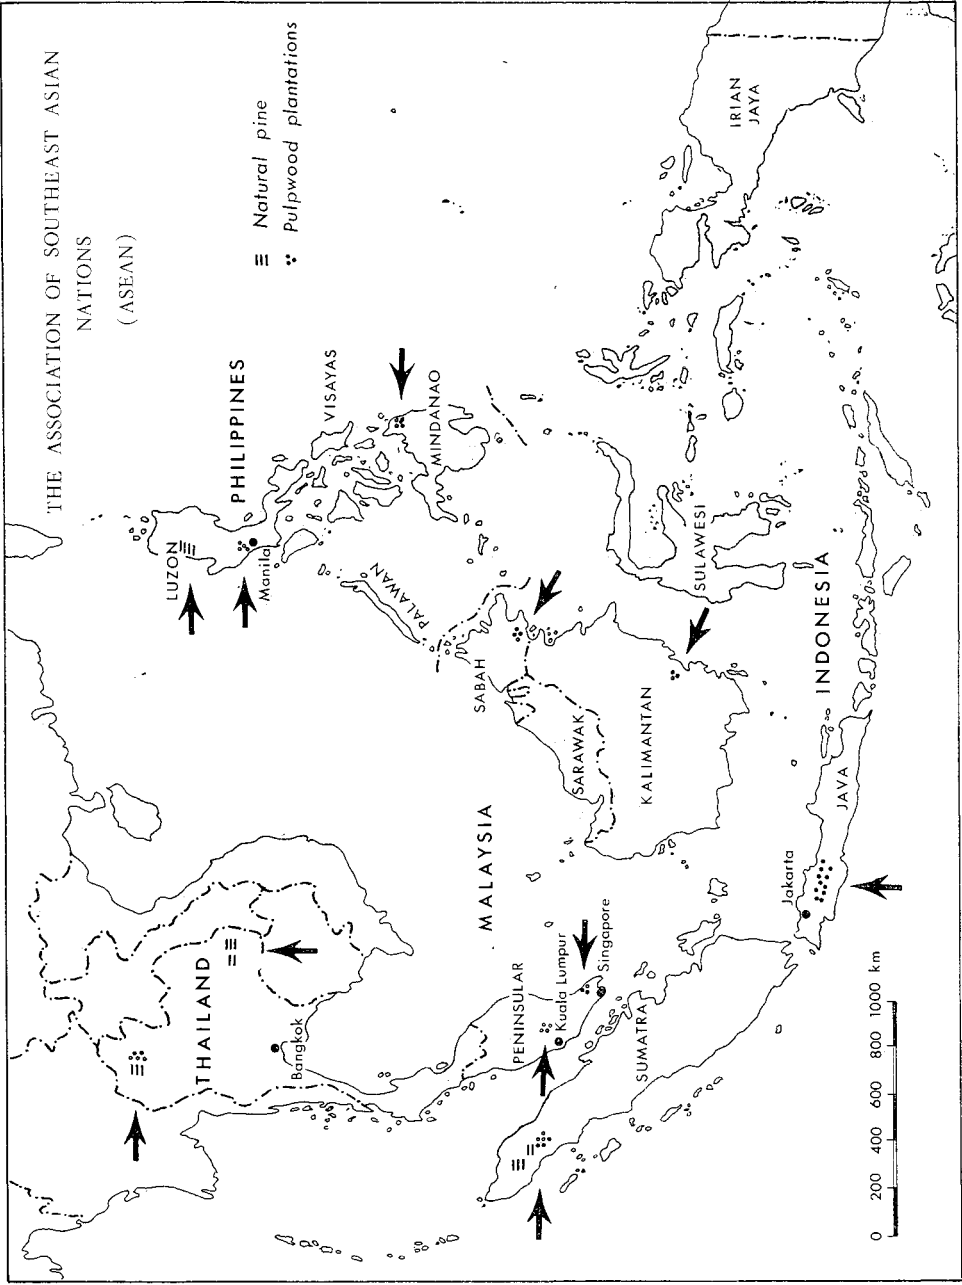 THE ASSOCIATION OF SOUTHEAST ASIAN
NATIONS
(ASEAN)
Natural pine
Pulpwood plantations
PHILIPPINES
LUZON
Manila
VISAYAS
MINDANAO
PALAWAN
THAILAND
Bangkok
MALAYSIA
PENINSULAR
Kuala Lumpur
Singapore
SABAH
SARAWAK
KALIMANTAN
SULAWESI
IRIAN
JAYA
SUMATRA
INDONESIA
Jakarta
JAVA
0 200 400 600 800 1000 km